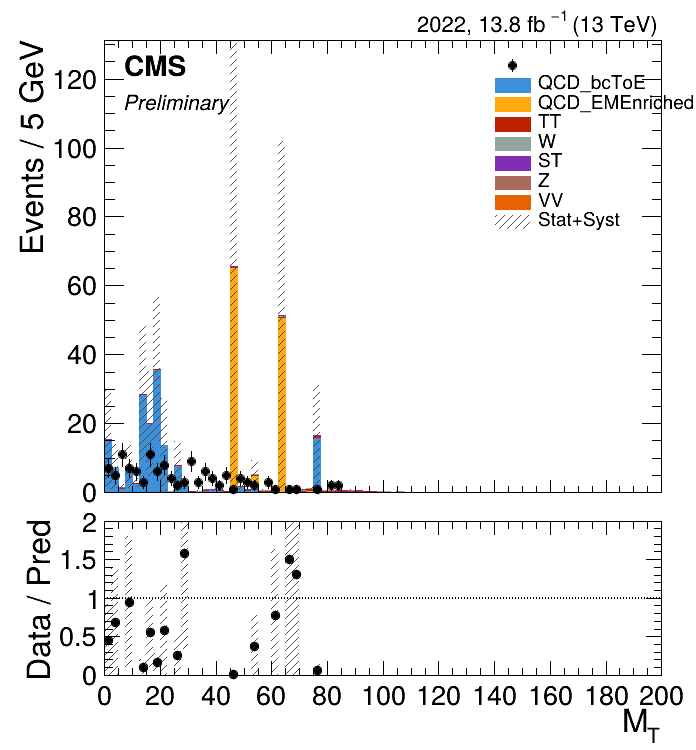 2022, 13.8 fb⁻¹ (13 TeV)
Events / 5 GeV
CMS
Preliminary
QCD_bcToE
QCD_EMEnriched
TT
W
ST
Z
VV
Stat+Syst
120
100
80
60
40
20
0
Data / Pred
2
1.5
1
0.5
0
0 20 40 60 80 100 120 140 160 180 200
M_T